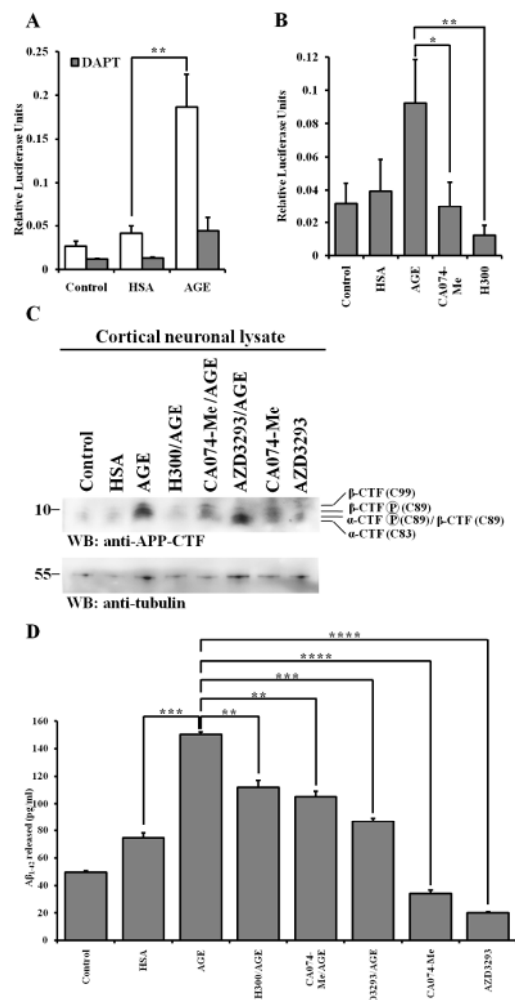 A
**
DAPT
Relative Luciferase Units
0.25
0.2
0.15
0.1
0.05
0
Control
HSA
AGE
B
**
*
Relative Luciferase Units
0.12
0.1
0.08
0.06
0.04
0.02
0
Control
HSA
AGE
CA074-
Me
H300
C
Cortical neuronal lysate
Control
HSA
AGE
H300/AGE
CA074-Me/AGE
AZD3293/AGE
CA074-Me
AZD3293
10
β-CTF (C99)
β-CTF Ⓟ (C89)
α-CTF Ⓟ (C89)/ β-CTF (C89)
α-CTF (C83)
WB: anti-APP-CTF
55
WB: anti-tubulin
D
****
****
***
**
***
**
Aβ₁₋₄₂ released (pg/ml)
160
140
120
100
80
60
40
20
0
Control
HSA
AGE
H300/AGE
CA074-
Me/AGE
ZD3293/AGE
CA074-Me
AZD3293